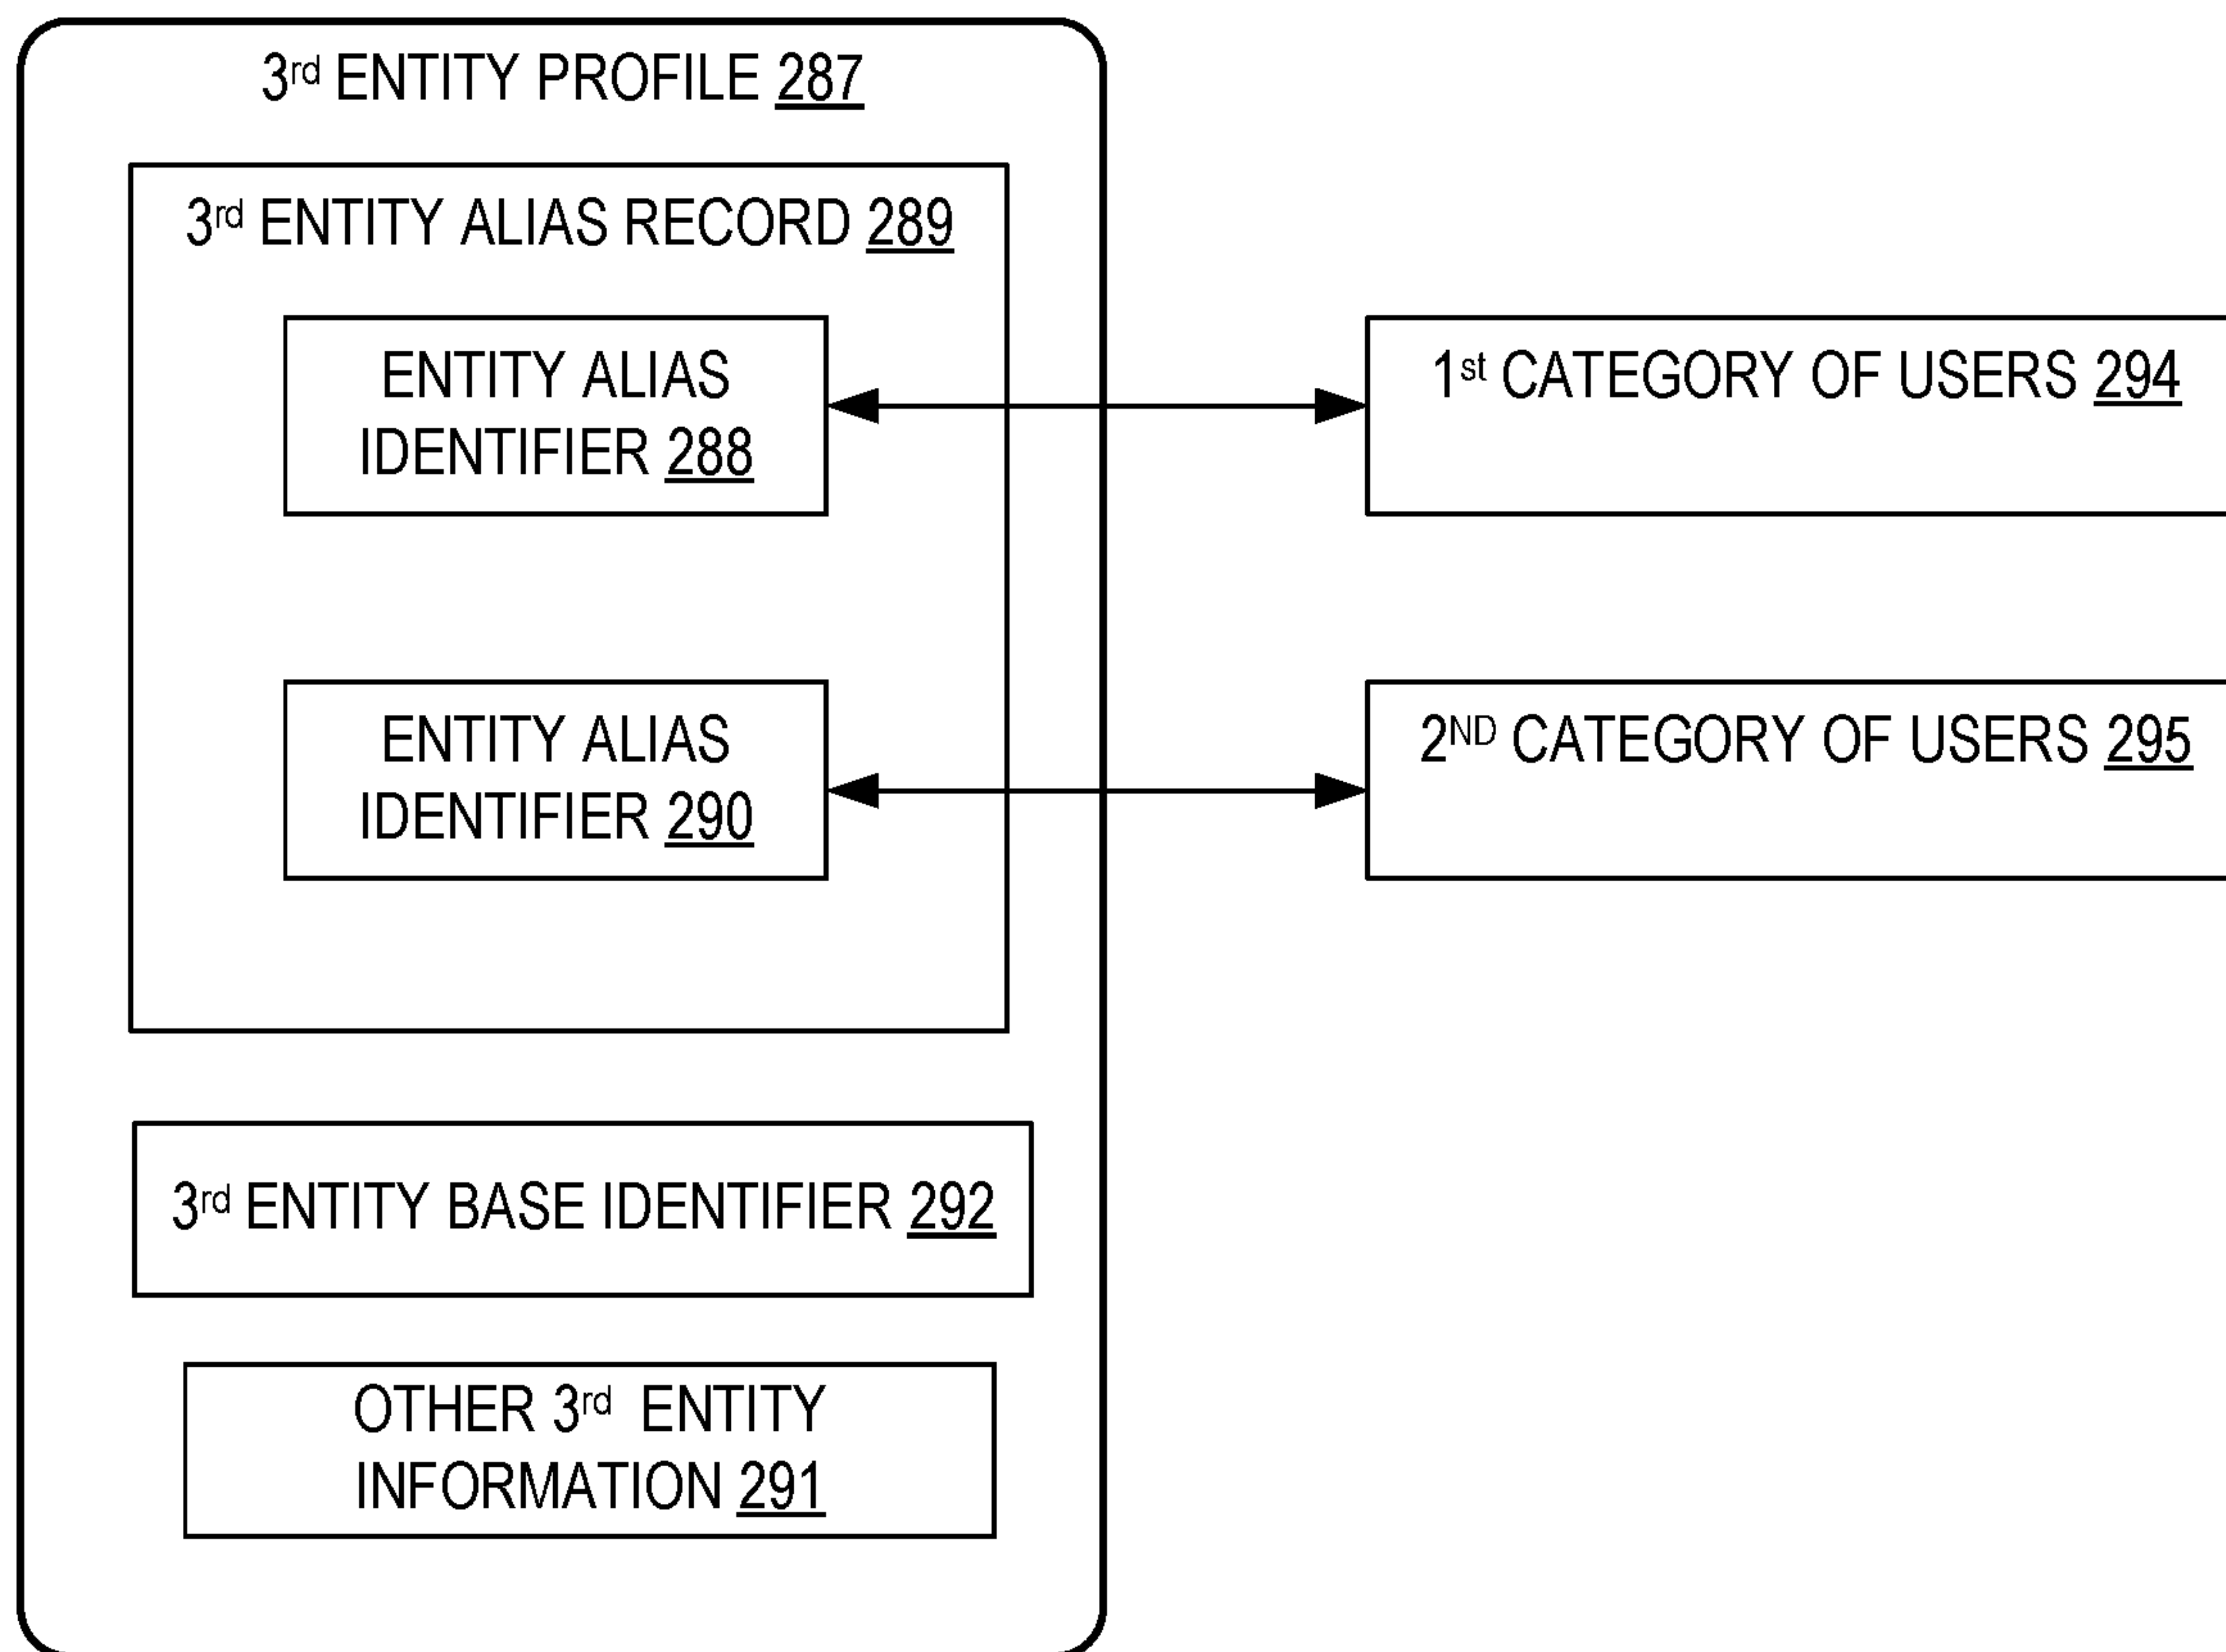 3rd ENTITY PROFILE 287
3rd ENTITY ALIAS RECORD 289
ENTITY ALIAS
IDENTIFIER 288
1st CATEGORY OF USERS 294
ENTITY ALIAS
IDENTIFIER 290
2ND CATEGORY OF USERS 295
3rd ENTITY BASE IDENTIFIER 292
OTHER 3rd ENTITY
INFORMATION 291